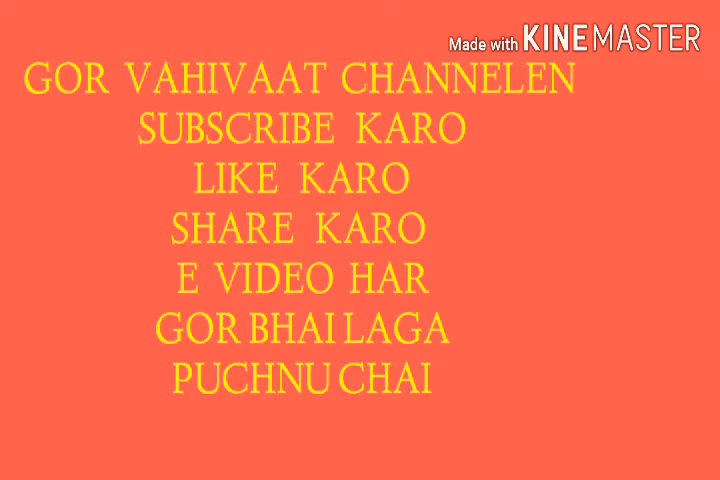 Made with KINEMASTER
GOR VAHIVAAT CHANNELEN
SUBSCRIBE KARO
LIKE KARO
SHARE KARO
E VIDEO HAR
GOR BHAI LAGA
PUCHNU CHAI